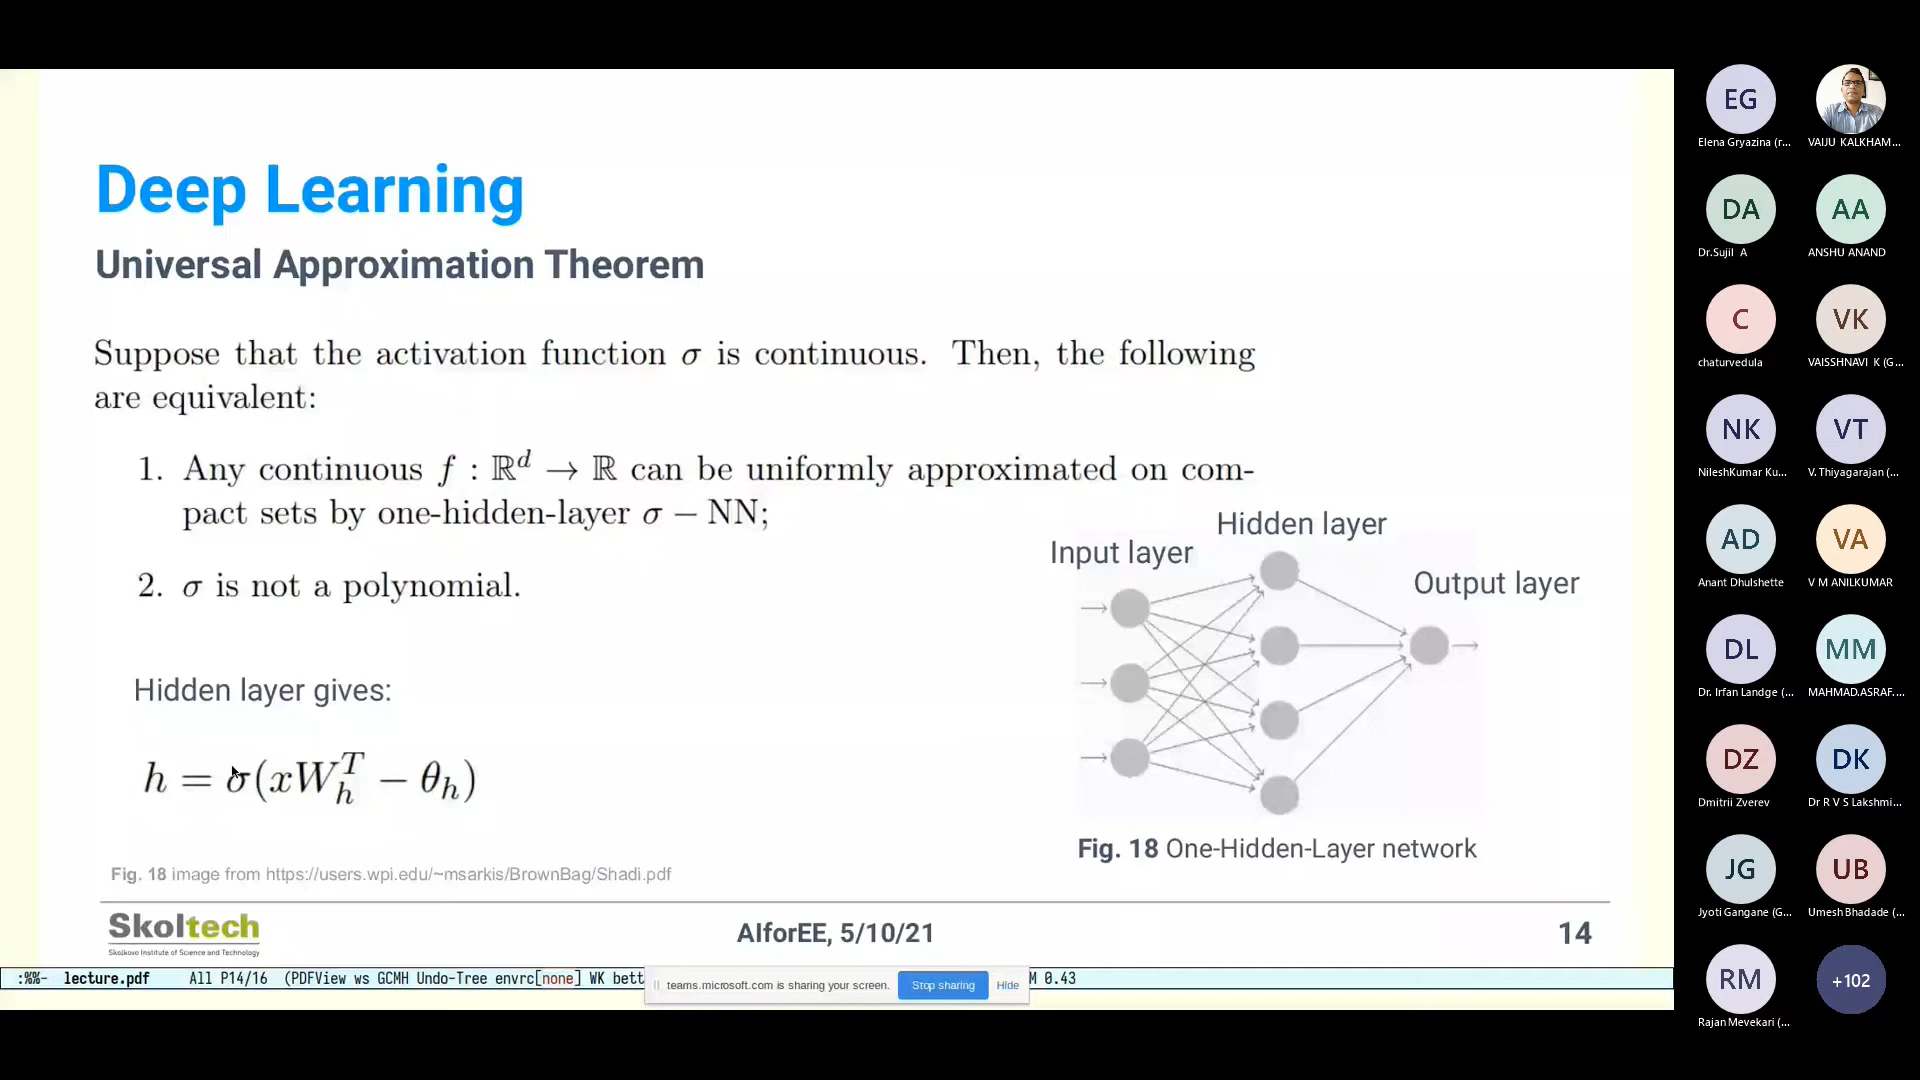 Deep Learning
Universal Approximation Theorem
Suppose that the activation function σ is continuous. Then, the following
are equivalent:
1. Any continuous f : ℝᵈ → ℝ can be uniformly approximated on com-
pact sets by one-hidden-layer σ − NN;
2. σ is not a polynomial.
Hidden layer gives:
h = σ(xW_h^T − θ_h)
Input layer
Hidden layer
Output layer
Fig. 18 One-Hidden-Layer network
Fig. 18 image from https://users.wpi.edu/~msarkis/BrownBag/Shadi.pdf
Skoltech
Skolkovo Institute of Science and Technology
AIforEE, 5/10/21
14
:%%- lecture.pdf All P14/16 (PDFView ws GCMH Undo-Tree envrc[none] WK bett
teams.microsoft.com is sharing your screen. Stop sharing Hide
M 0.43
EG
Elena Gryazina (r...
VAIJU KALKHAM...
DA
Dr.Sujil A
AA
ANSHU ANAND
C
chaturvedula
VK
VAISSHNAVI K (G...
NK
NileshKumar Ku...
VT
V. Thiyagarajan (...
AD
Anant Dhulshette
VA
V M ANILKUMAR
DL
Dr. Irfan Landge (...
MM
MAHMAD.ASRAF....
DZ
Dmitrii Zverev
DK
Dr R V S Lakshmi...
JG
Jyoti Gangane (G...
UB
Umesh Bhadade (...
RM
Rajan Mevekari (...
+102